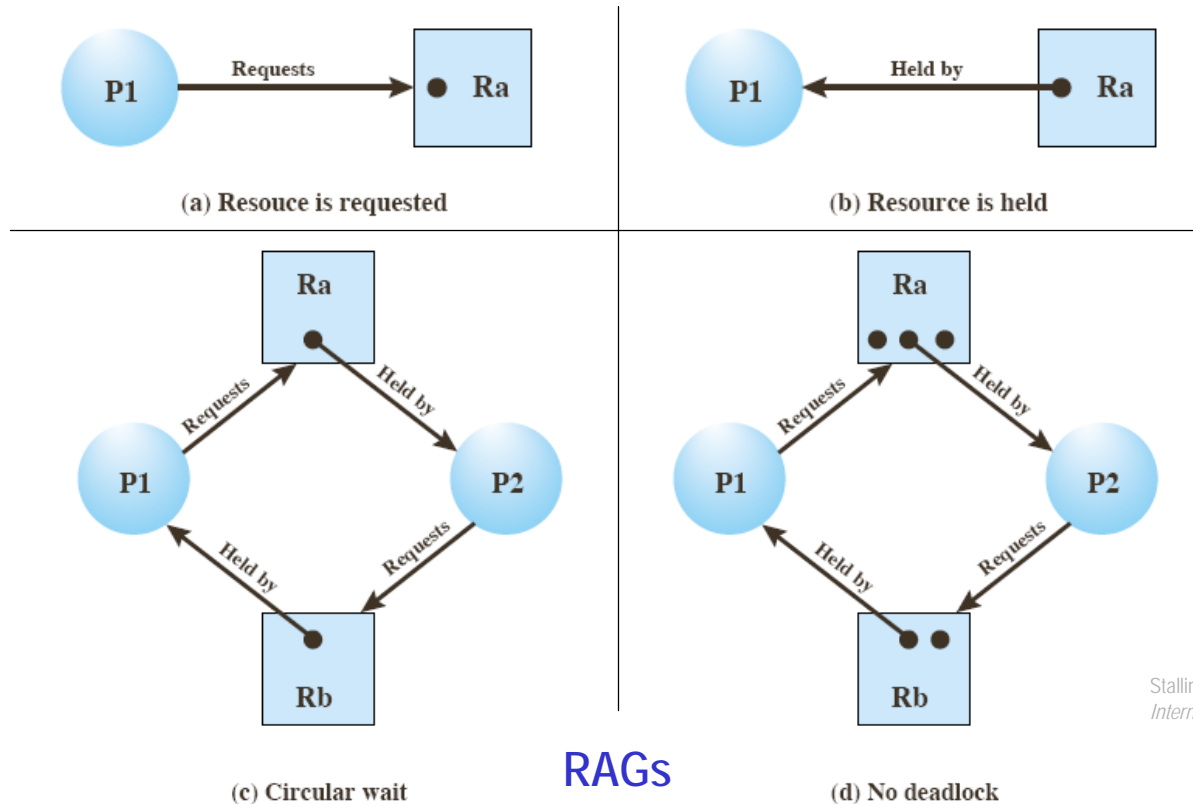 P1
Requests
Ra
(a) Resouce is requested
P1
Held by
Ra
(b) Resource is held
Ra
Requests
Held by
P1
P2
Held by
Requests
Rb
(c) Circular wait
Ra
Requests
Held by
P1
P2
Held by
Requests
Rb
(d) No deadlock
RAGs